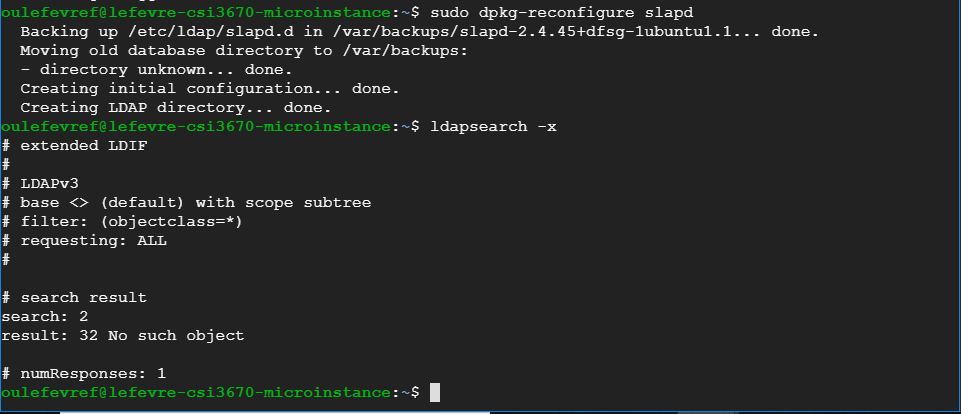 oulefevref@lefevre-csi3670-microinstance:~$ sudo dpkg-reconfigure slapd
  Backing up /etc/ldap/slapd.d in /var/backups/slapd-2.4.45+dfsg-1ubuntu1.1... done.
  Moving old database directory to /var/backups:
  - directory unknown... done.
  Creating initial configuration... done.
  Creating LDAP directory... done.
oulefevref@lefevre-csi3670-microinstance:~$ ldapsearch -x
# extended LDIF
#
# LDAPv3
# base <> (default) with scope subtree
# filter: (objectclass=*)
# requesting: ALL
#

# search result
search: 2
result: 32 No such object

# numResponses: 1
oulefevref@lefevre-csi3670-microinstance:~$